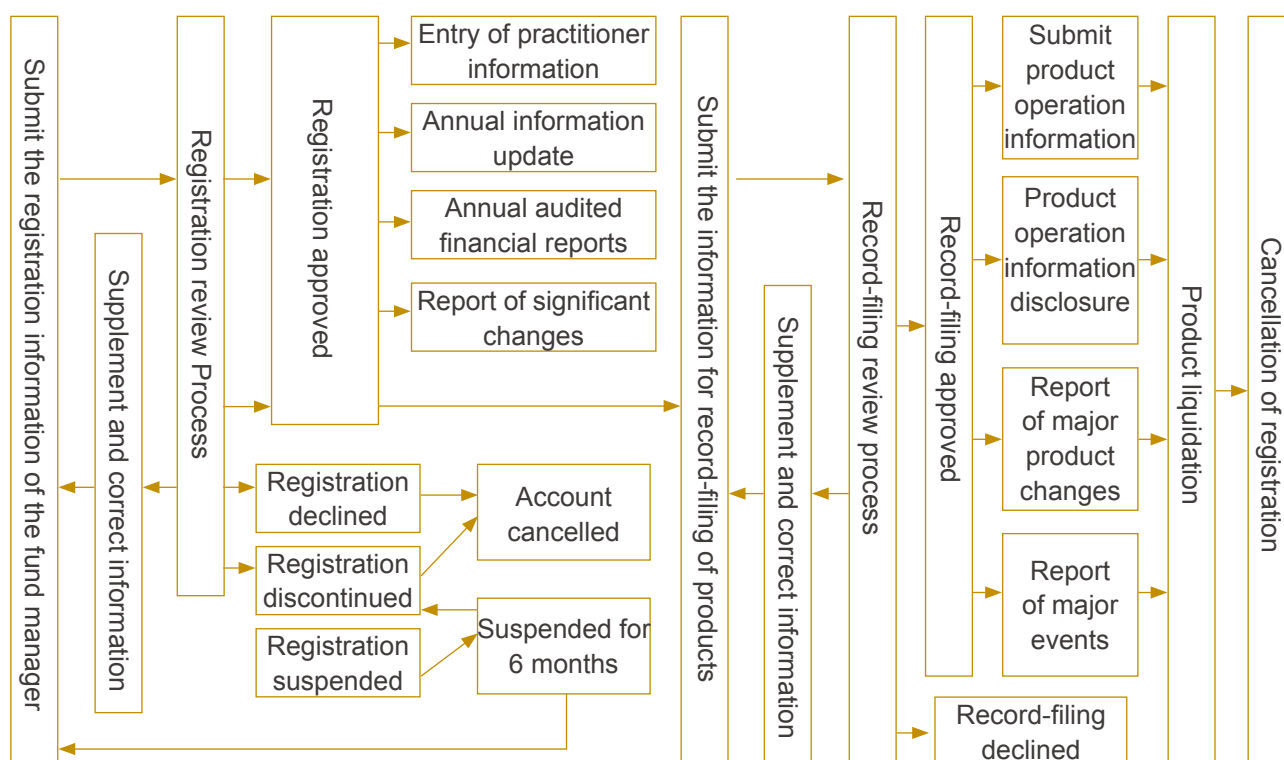 Submit the registration information of the fund manager
Supplement and correct information
Registration review Process
Registration approved
Entry of practitioner
information
Annual information
update
Annual audited
financial reports
Report of significant
changes
Registration
declined
Registration
discontinued
Registration
suspended
Account
cancelled
Suspended for
6 months
Submit the information for record-filing of products
Supplement and correct information
Record-filing review process
Record-filing approved
Submit
product
operation
information
Product
operation
information
disclosure
Report
of major
product
changes
Report
of major
events
Record-filing
declined
Product liquidation
Cancellation of registration